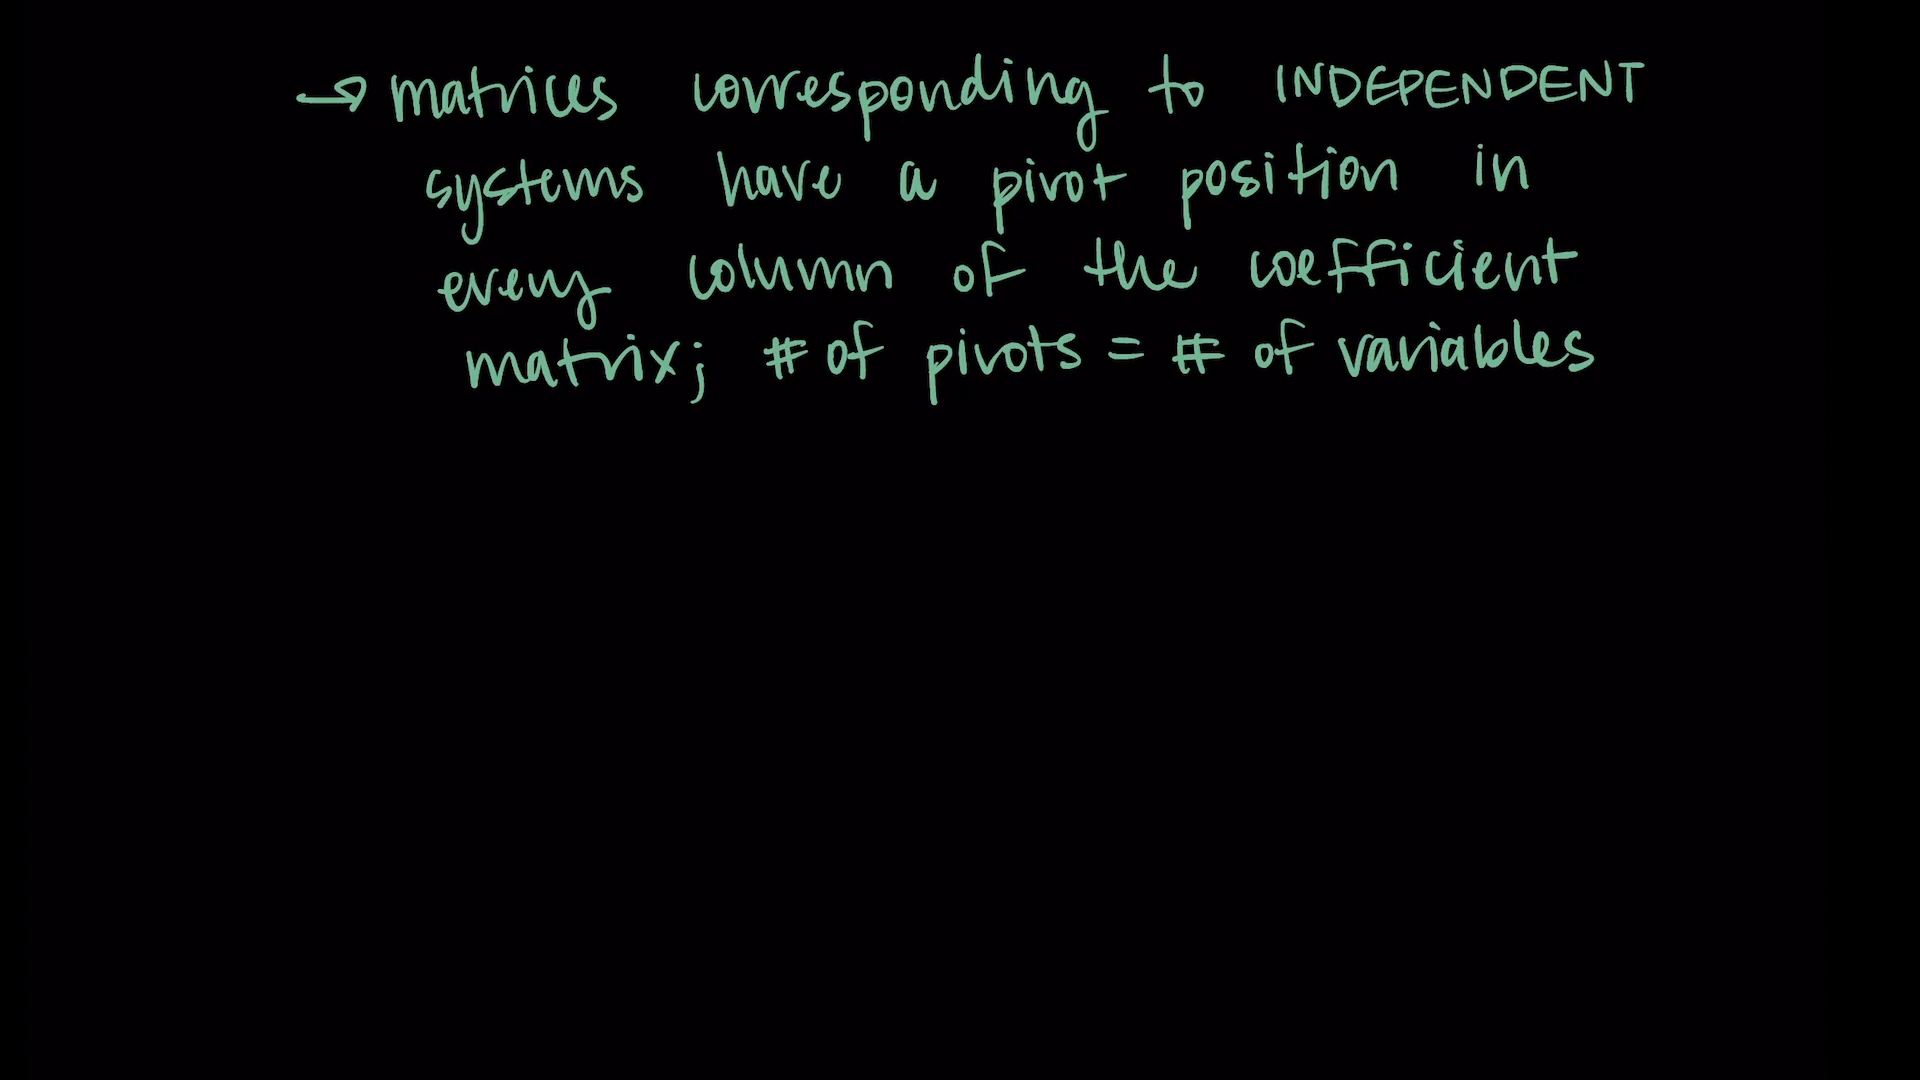 → matrices corresponding to INDEPENDENT
systems have a pivot position in
every column of the coefficient
matrix; # of pivots = # of variables